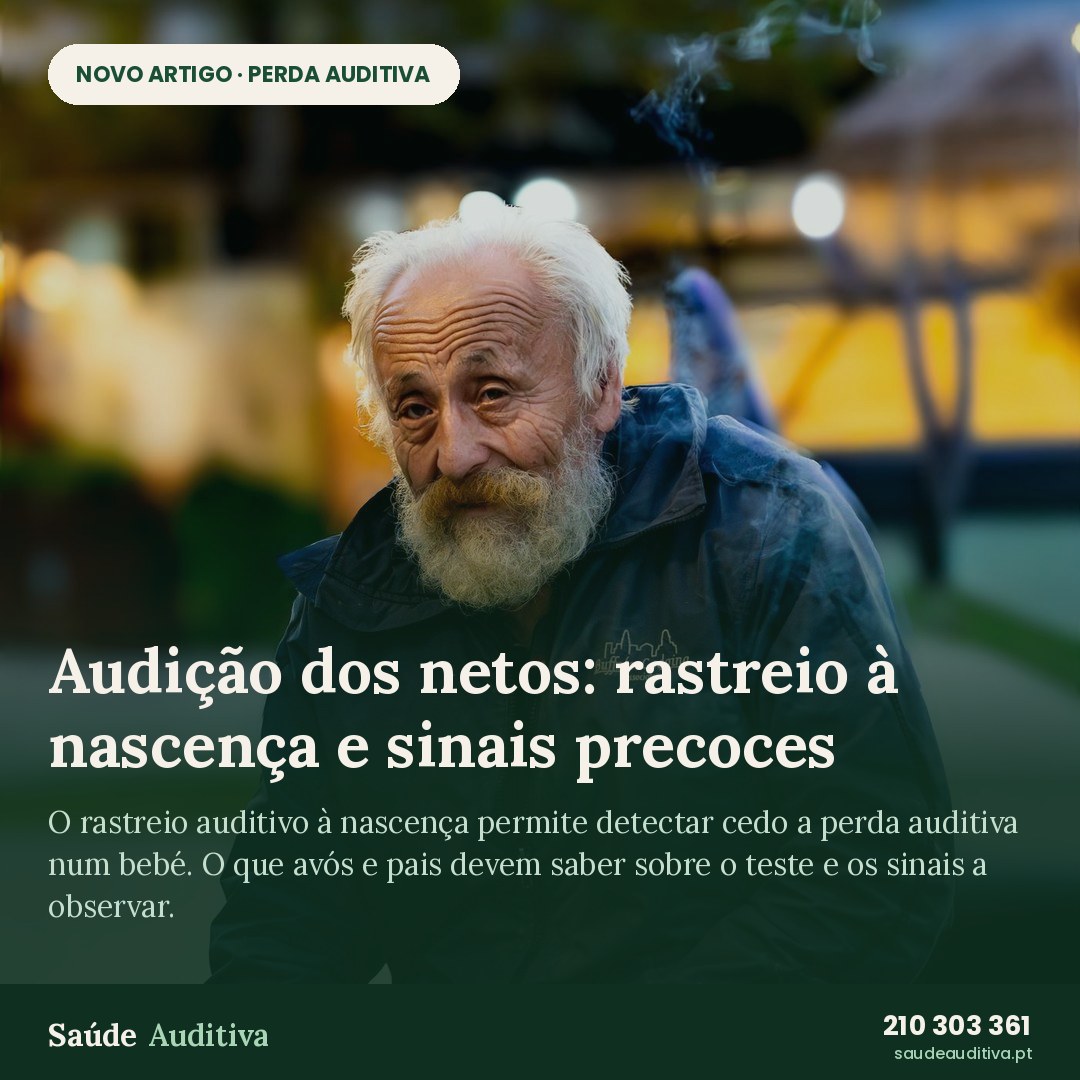 NOVO ARTIGO · PERDA AUDITIVA
Audição dos netos: rastreio à
nascença e sinais precoces
O rastreio auditivo à nascença permite detectar cedo a perda auditiva
num bebé. O que avós e pais devem saber sobre o teste e os sinais a
observar.
Saúde Auditiva
210 303 361
saudeauditiva.pt